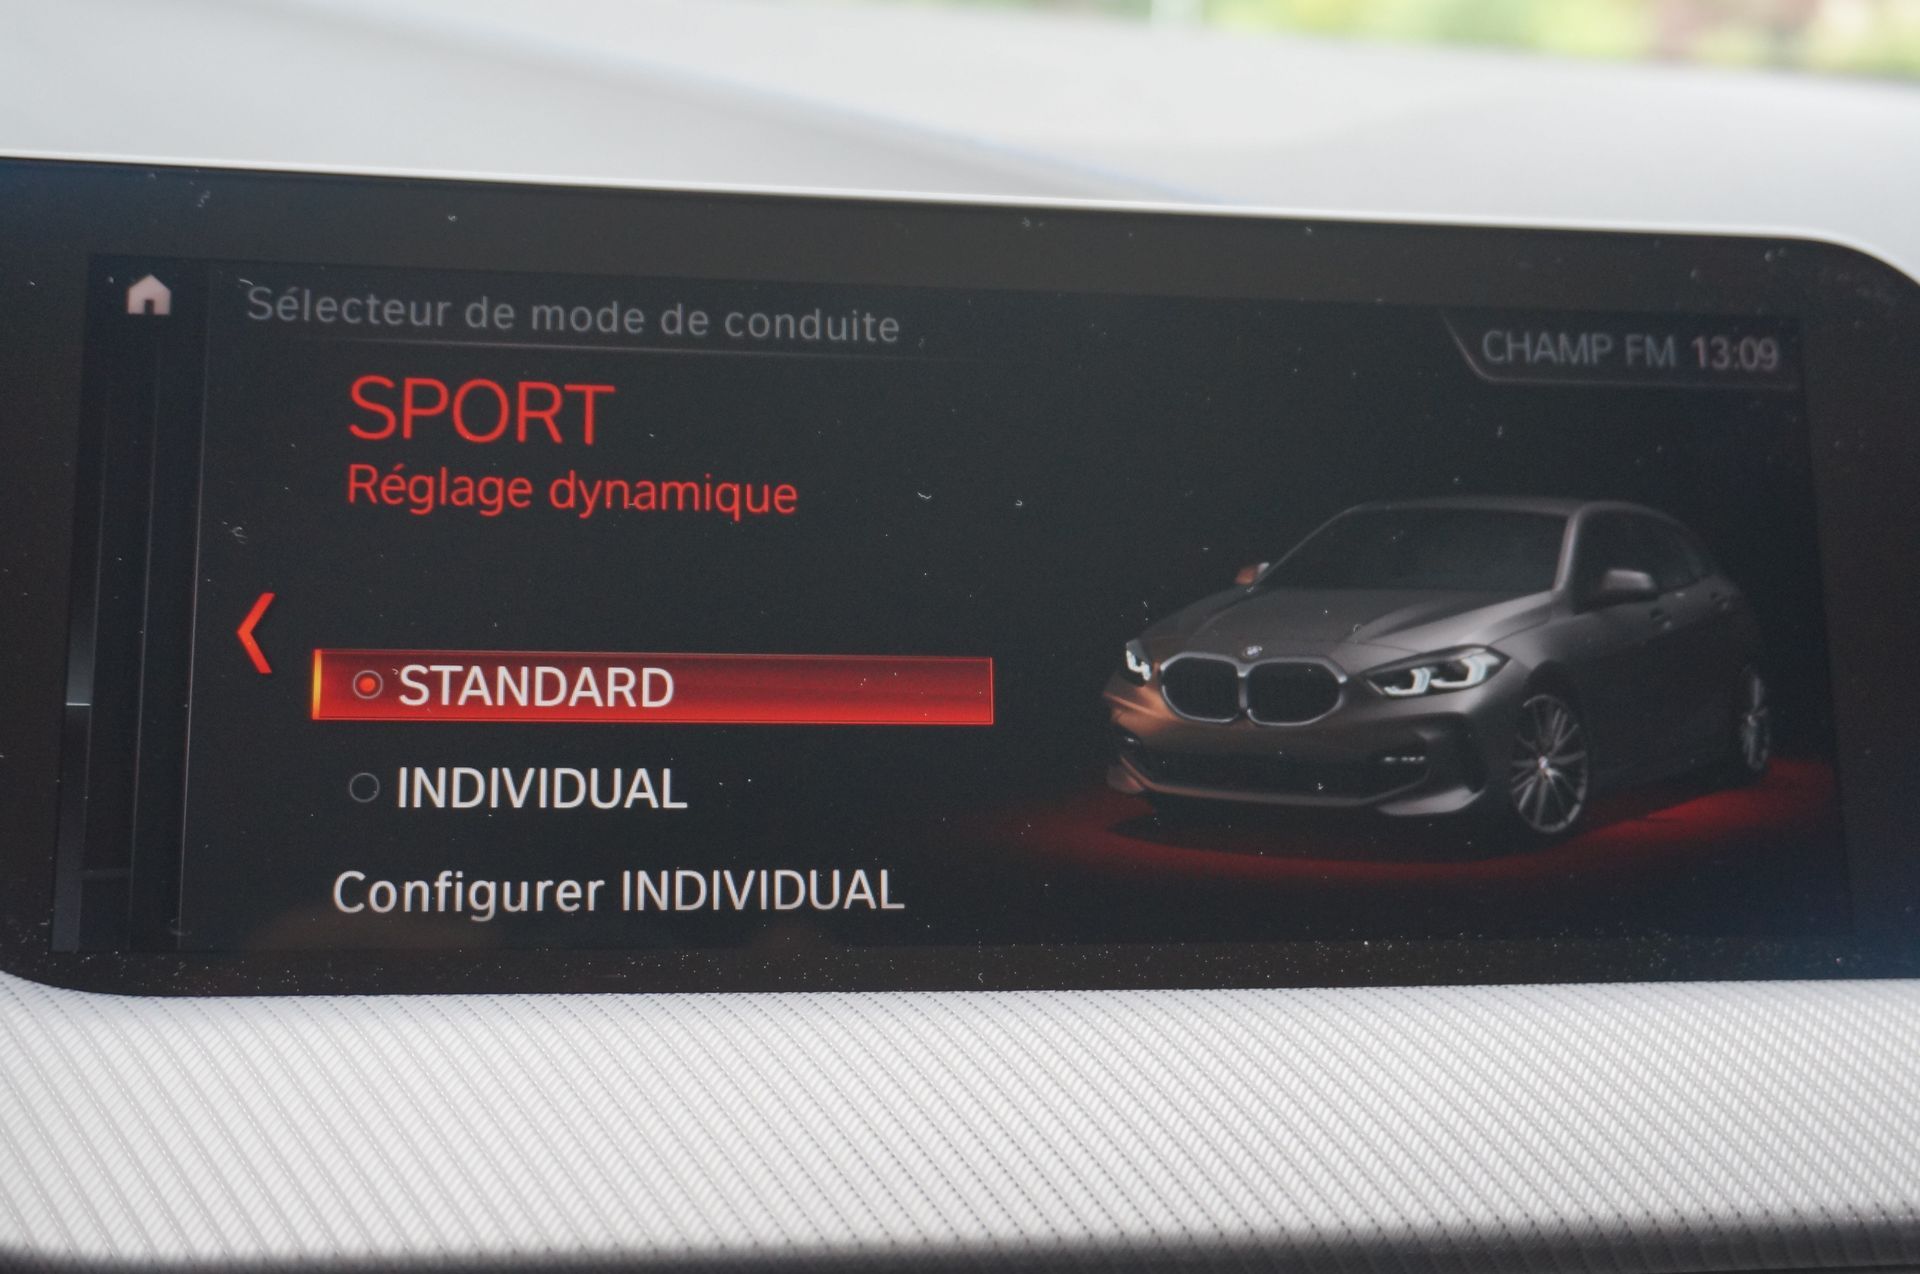 Sélecteur de mode de conduite
CHAMP FM 13:09
SPORT
Réglage dynamique
STANDARD
INDIVIDUAL
Configurer INDIVIDUAL